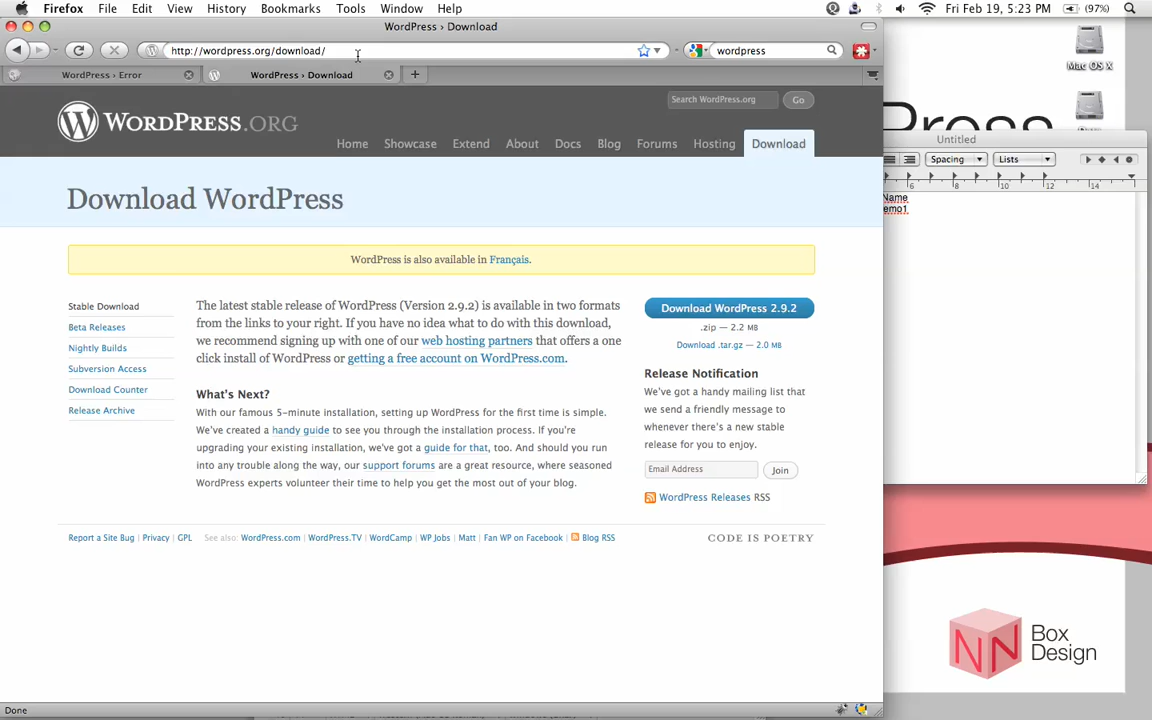 Firefox File Edit View History Bookmarks Tools Window Help
(97%) Fri Feb 19, 5:23 PM
WordPress › Download
http://wordpress.org/download/
wordpress
WordPress › Error
WordPress › Download
WORDPRESS.ORG
Search WordPress.org Go
Home Showcase Extend About Docs Blog Forums Hosting Download
Download WordPress
WordPress is also available in Français.
Stable Download
Beta Releases
Nightly Builds
Subversion Access
Download Counter
Release Archive
The latest stable release of WordPress (Version 2.9.2) is available in two formats
from the links to your right. If you have no idea what to do with this download,
we recommend signing up with one of our web hosting partners that offers a one
click install of WordPress or getting a free account on WordPress.com.
What's Next?
With our famous 5-minute installation, setting up WordPress for the first time is simple.
We've created a handy guide to see you through the installation process. If you're
upgrading your existing installation, we've got a guide for that, too. And should you run
into any trouble along the way, our support forums are a great resource, where seasoned
WordPress experts volunteer their time to help you get the most out of your blog.
Download WordPress 2.9.2
.zip — 2.2 MB
Download .tar.gz — 2.0 MB
Release Notification
We've got a handy mailing list that
we send a friendly message to
whenever there's a new stable
release for you to enjoy.
Email Address Join
WordPress Releases RSS
Report a Site Bug Privacy GPL See also: WordPress.com WordPress.TV WordCamp WP Jobs Matt Fan WP on Facebook Blog RSS
CODE IS POETRY
Done
Mac OS X
Press
Untitled
Spacing Lists
6 8 10 12 14
Name
emo1
NN
Box
Design